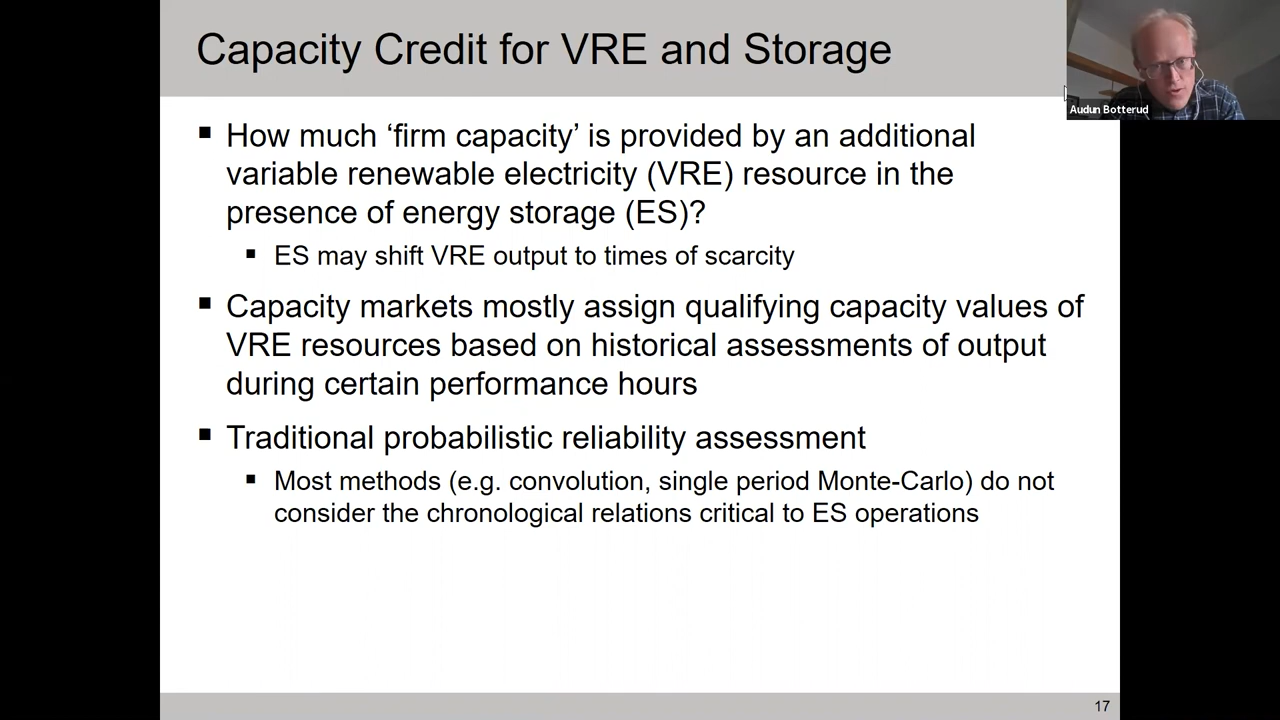 Capacity Credit for VRE and Storage
Audun Botterud
▪ How much ‘firm capacity’ is provided by an additional
variable renewable electricity (VRE) resource in the
presence of energy storage (ES)?
▪ ES may shift VRE output to times of scarcity
▪ Capacity markets mostly assign qualifying capacity values of
VRE resources based on historical assessments of output
during certain performance hours
▪ Traditional probabilistic reliability assessment
▪ Most methods (e.g. convolution, single period Monte-Carlo) do not
consider the chronological relations critical to ES operations
17